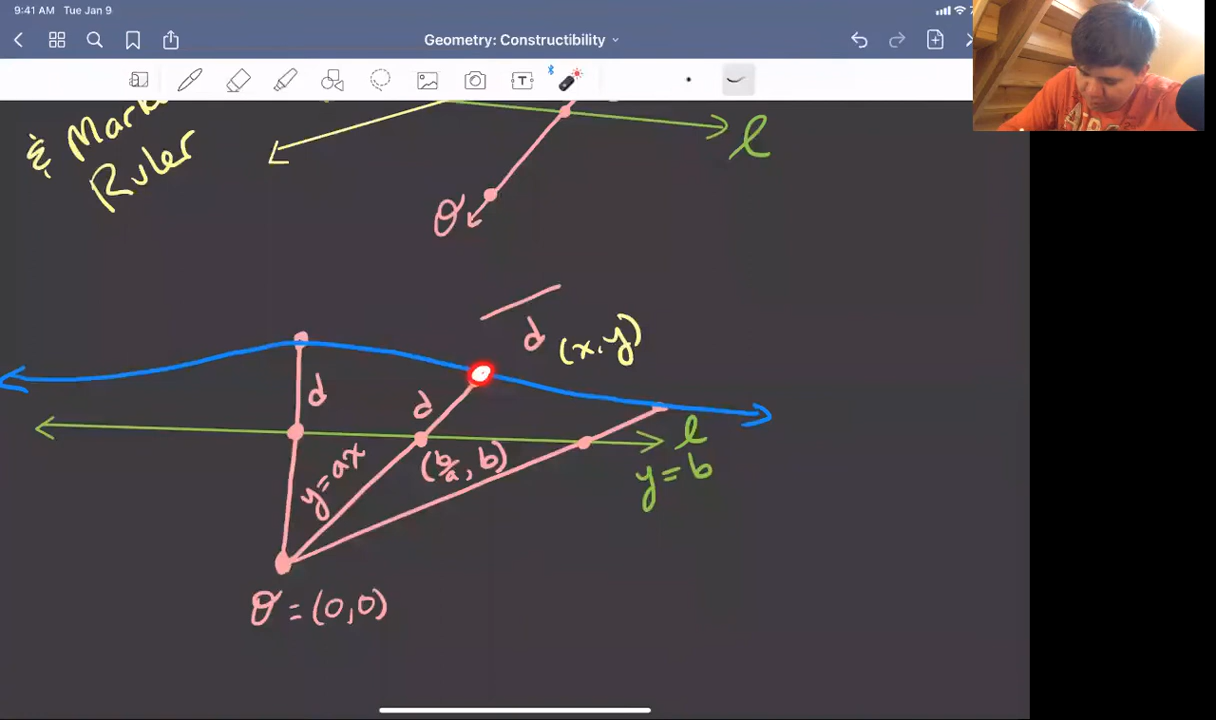 9:41 AM Tue Jan 9
Geometry: Constructibility
& Mark
Ruler
l
O
d
(x,y)
d
d
l
y=ax
(b/a, b)
y=b
O=(0,0)